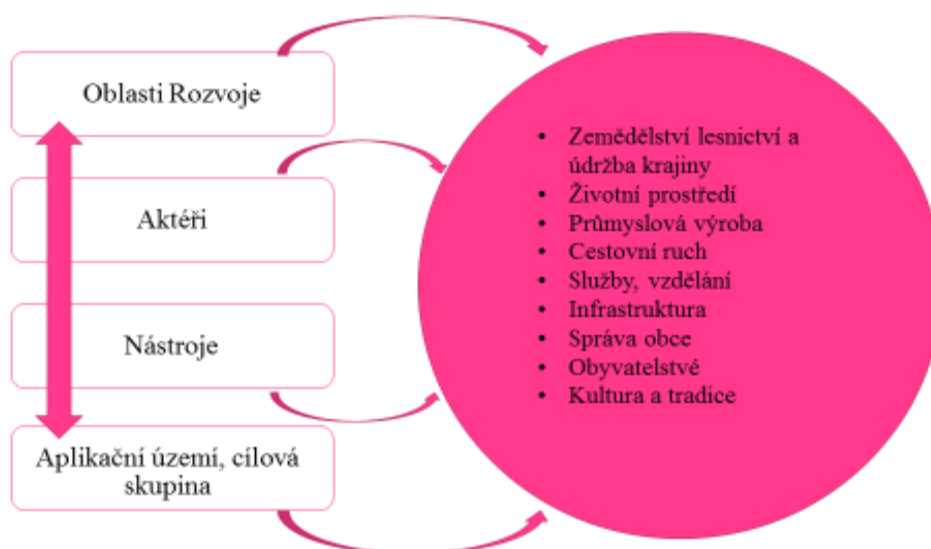 Oblasti Rozvoje
Aktéři
Nástroje
Aplikační území, cílová
skupina
• Zemědělství lesnictví a
údržba krajiny
• Životní prostředí
• Průmyslová výroba
• Cestovní ruch
• Služby, vzdělání
• Infrastruktura
• Správa obce
• Obyvatelstvé
• Kultura a tradice